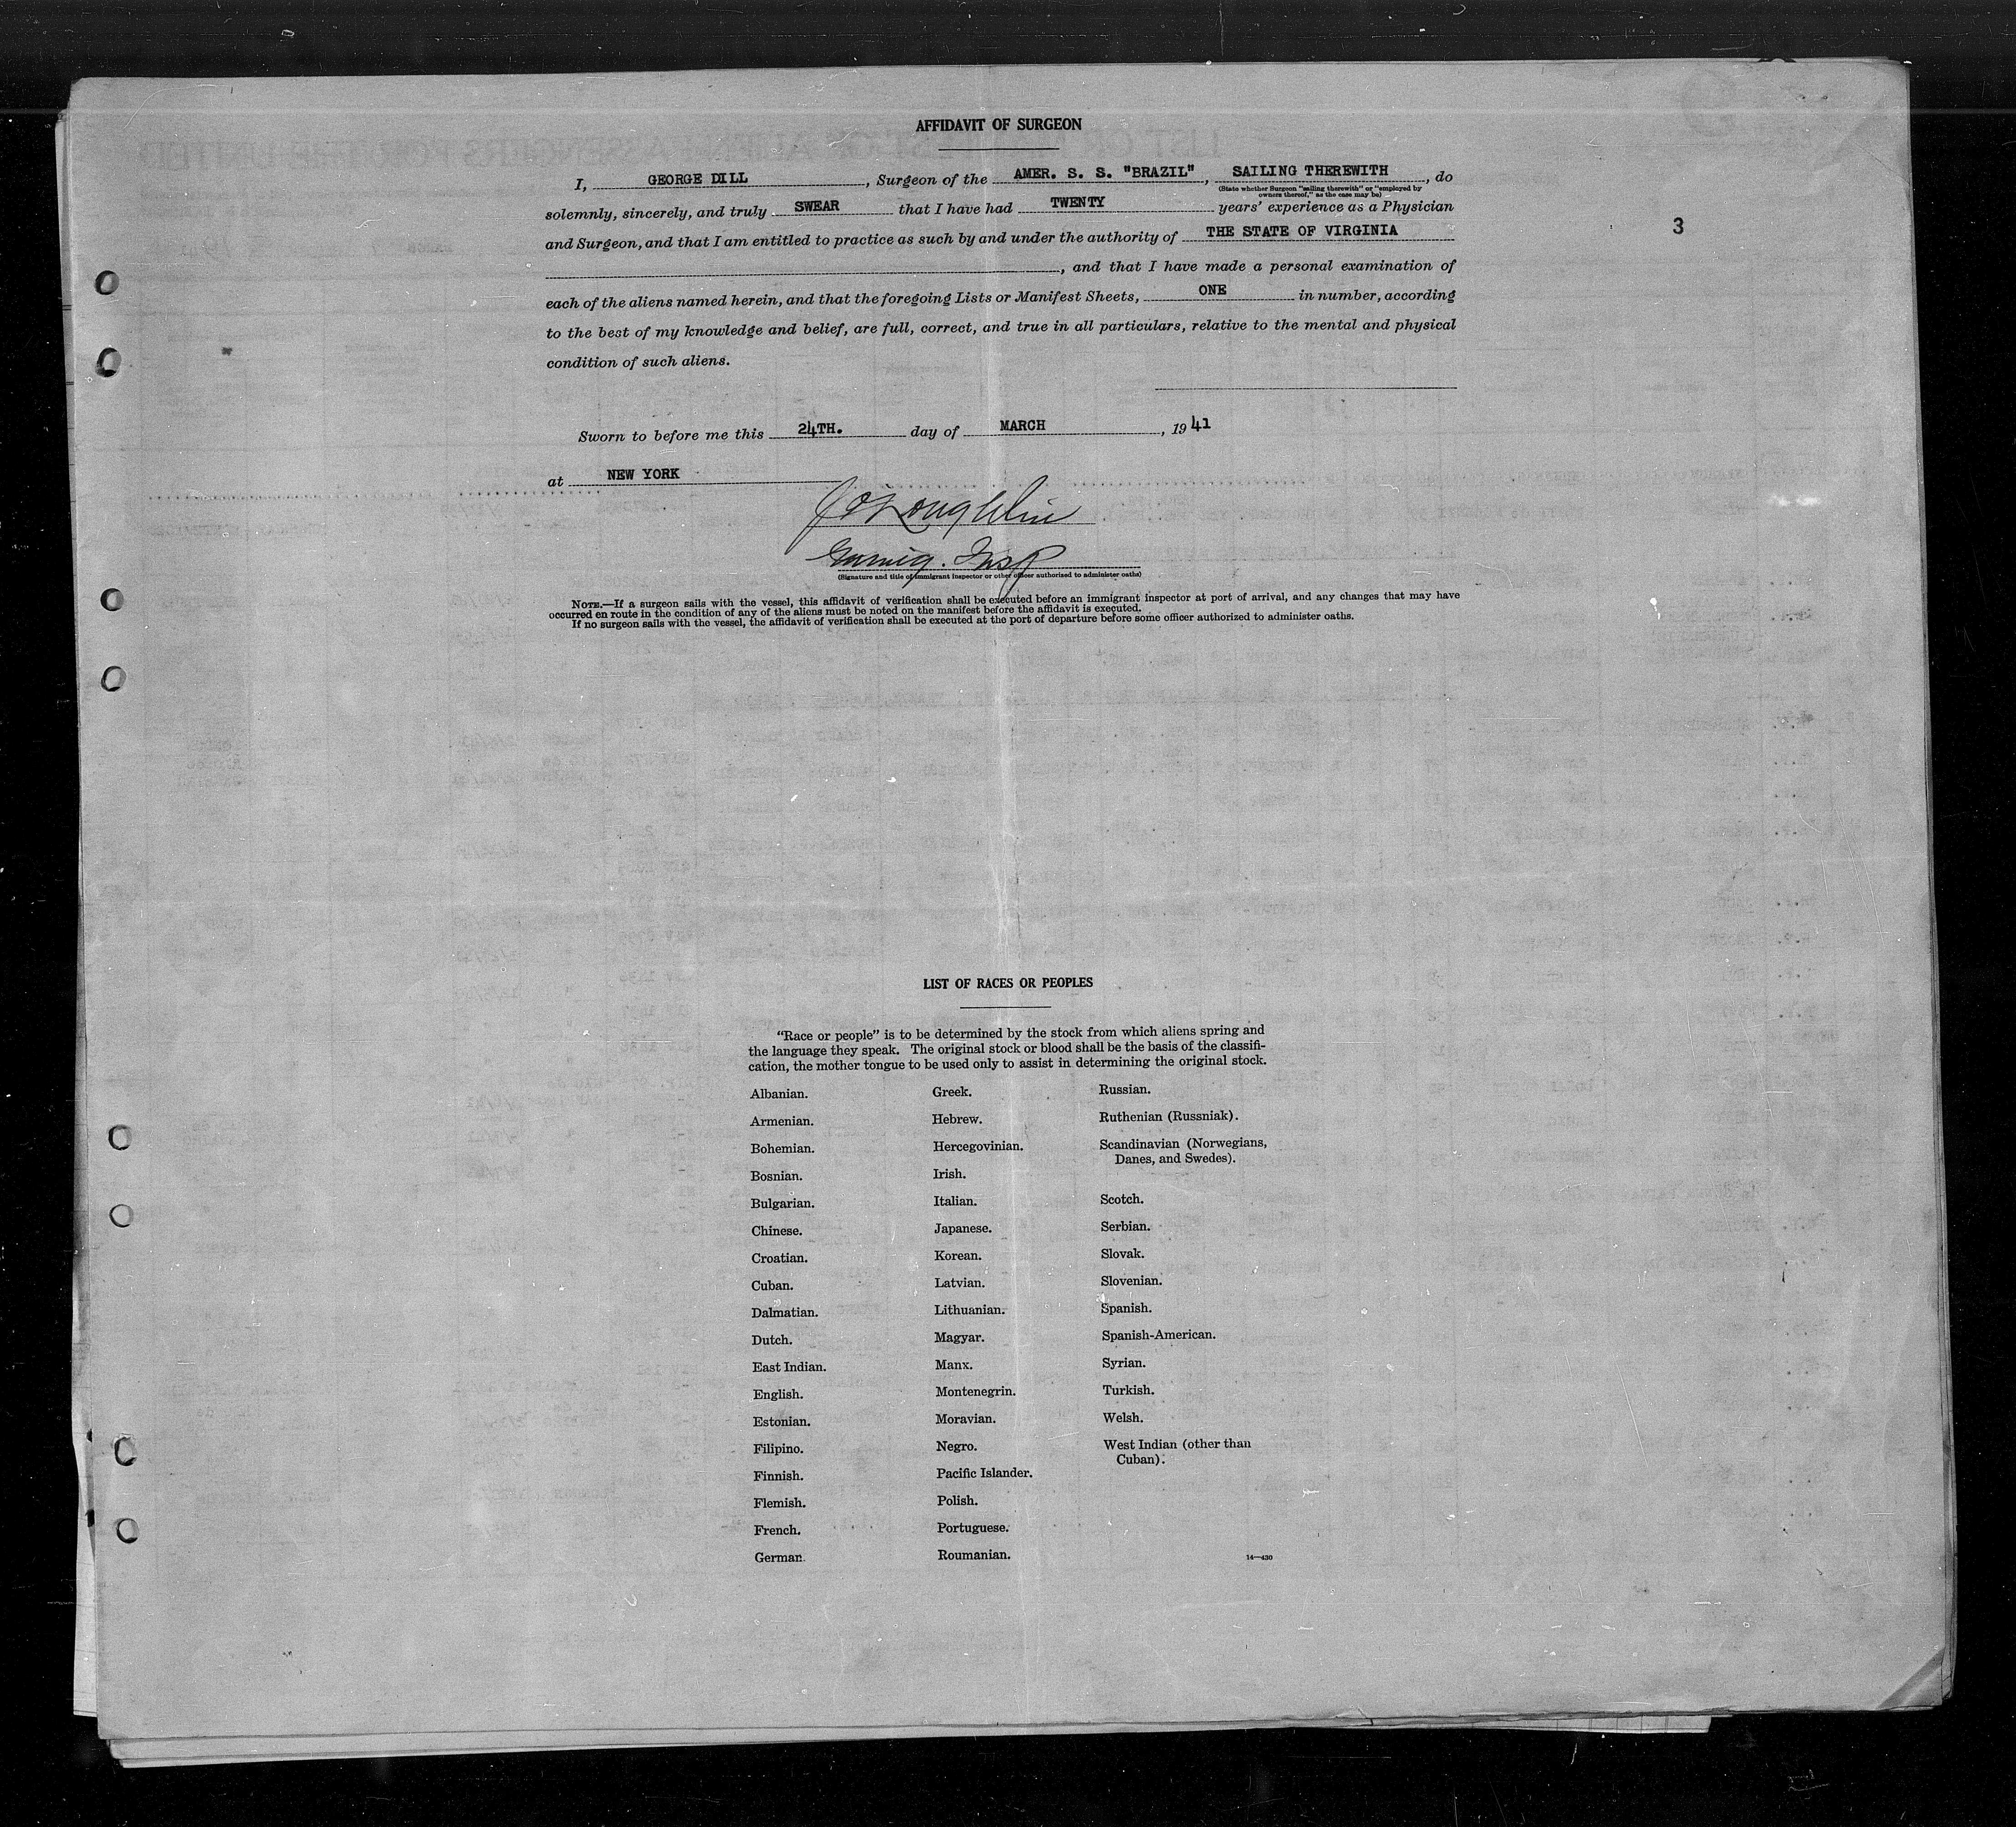 AFFIDAVIT OF SURGEON
I, GEORGE DILL, Surgeon of the AMER. S. S. "BRAZIL", SAILING THEREWITH, do
(State whether Surgeon "sailing therewith" or "employed by
owners thereof," as the case may be)
solemnly, sincerely, and truly SWEAR that I have had TWENTY years' experience as a Physician
3
and Surgeon, and that I am entitled to practice as such by and under the authority of THE STATE OF VIRGINIA
, and that I have made a personal examination of
each of the aliens named herein, and that the foregoing Lists or Manifest Sheets, ONE in number, according
to the best of my knowledge and belief, are full, correct, and true in all particulars, relative to the mental and physical
condition of such aliens.
Sworn to before me this 24TH. day of MARCH, 1941
at NEW YORK
J O'Loughlin
Immig. Insp
(Signature and title of immigrant inspector or other officer authorized to administer oaths)
NOTE.—If a surgeon sails with the vessel, this affidavit of verification shall be executed before an immigrant inspector at port of arrival, and any changes that may have
occurred en route in the condition of any of the aliens must be noted on the manifest before the affidavit is executed.
If no surgeon sails with the vessel, the affidavit of verification shall be executed at the port of departure before some officer authorized to administer oaths.
LIST OF RACES OR PEOPLES
"Race or people" is to be determined by the stock from which aliens spring and
the language they speak. The original stock or blood shall be the basis of the classifi-
cation, the mother tongue to be used only to assist in determining the original stock.
Albanian.
Armenian.
Bohemian.
Bosnian.
Bulgarian.
Chinese.
Croatian.
Cuban.
Dalmatian.
Dutch.
East Indian.
English.
Estonian.
Filipino.
Finnish.
Flemish.
French.
German.
Greek.
Hebrew.
Hercegovinian.
Irish.
Italian.
Japanese.
Korean.
Latvian.
Lithuanian.
Magyar.
Manx.
Montenegrin.
Moravian.
Negro.
Pacific Islander.
Polish.
Portuguese.
Roumanian.
Russian.
Ruthenian (Russniak).
Scandinavian (Norwegians,
Danes, and Swedes).
Scotch.
Serbian.
Slovak.
Slovenian.
Spanish.
Spanish-American.
Syrian.
Turkish.
Welsh.
West Indian (other than
Cuban).
14—430